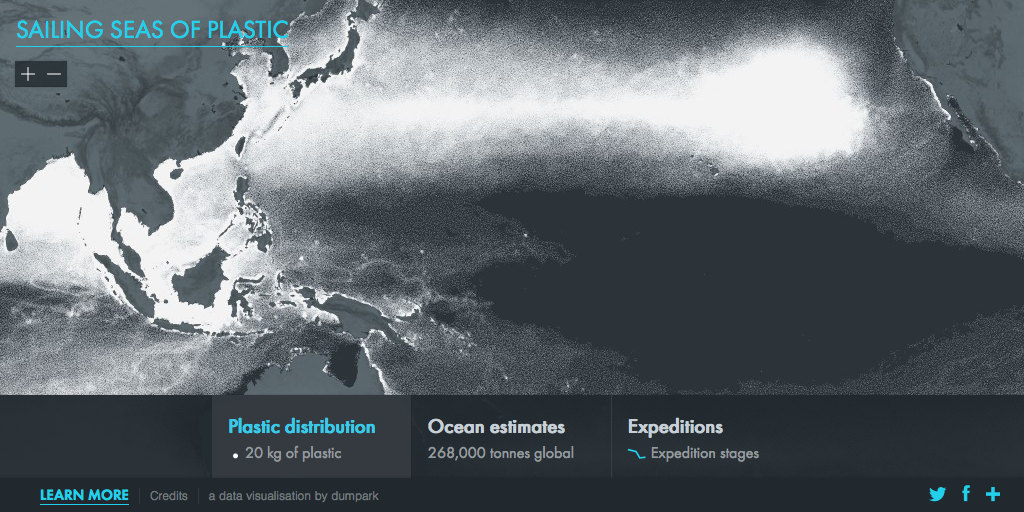 SAILING SEAS OF PLASTIC
+ −
Plastic distribution
20 kg of plastic
Ocean estimates
268,000 tonnes global
Expeditions
Expedition stages
LEARN MORE
Credits
a data visualisation by dumpark